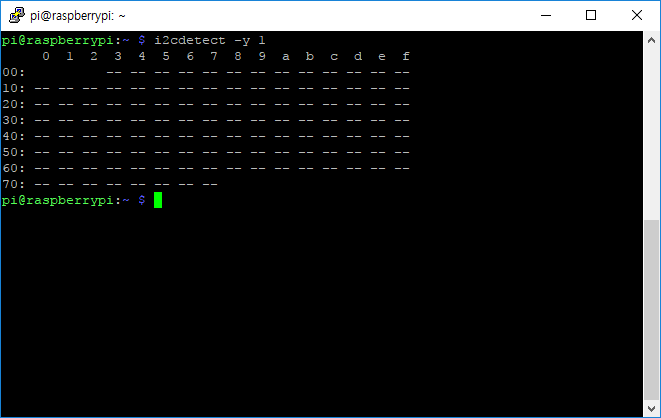 pi@raspberrypi: ~
pi@raspberrypi:~ $ i2cdetect -y 1
     0  1  2  3  4  5  6  7  8  9  a  b  c  d  e  f
00:          -- -- -- -- -- -- -- -- -- -- -- -- --
10: -- -- -- -- -- -- -- -- -- -- -- -- -- -- -- --
20: -- -- -- -- -- -- -- -- -- -- -- -- -- -- -- --
30: -- -- -- -- -- -- -- -- -- -- -- -- -- -- -- --
40: -- -- -- -- -- -- -- -- -- -- -- -- -- -- -- --
50: -- -- -- -- -- -- -- -- -- -- -- -- -- -- -- --
60: -- -- -- -- -- -- -- -- -- -- -- -- -- -- -- --
70: -- -- -- -- -- -- -- --
pi@raspberrypi:~ $